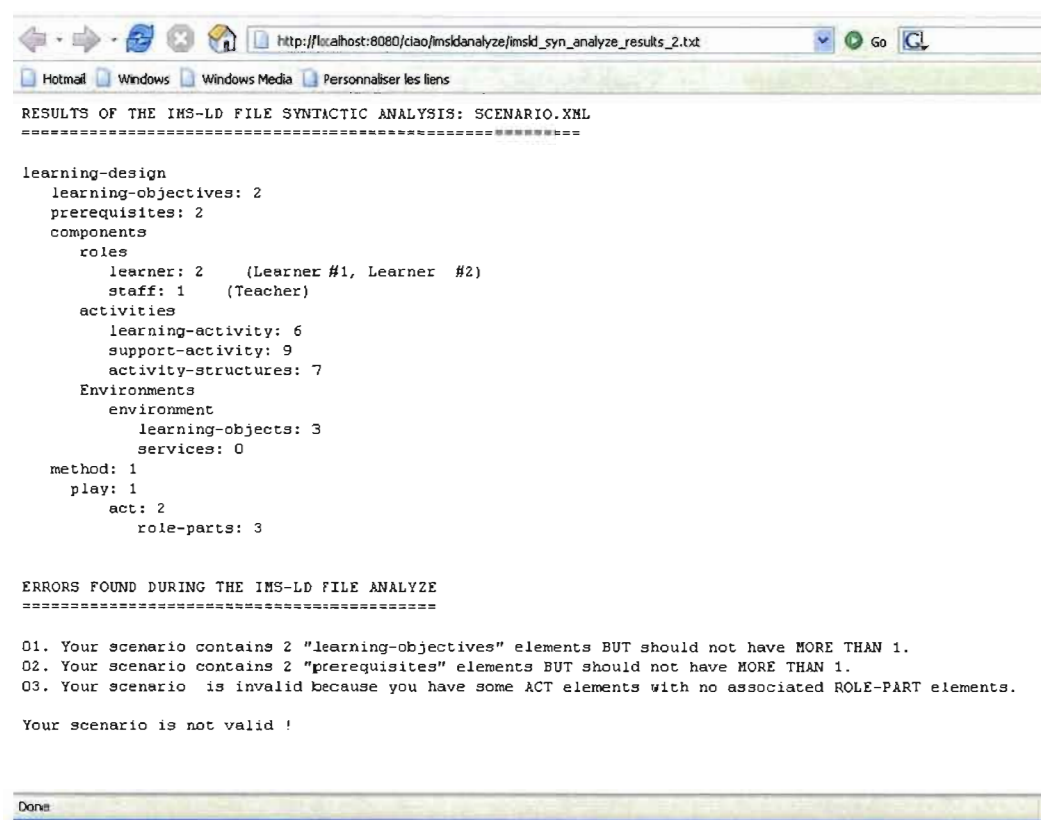 http://localhost:8080/ciao/imsldanalyze/imsld_syn_analyze_results_2.txt Go G
Hotmail Windows Windows Media Personnaliser les liens
RESULTS OF THE IMS-LD FILE SYNTACTIC ANALYSIS: SCENARIO.XML
==========================================================
learning-design
learning-objectives: 2
prerequisites: 2
components
roles
learner: 2 (Learner #1, Learner #2)
staff: 1 (Teacher)
activities
learning-activity: 6
support-activity: 9
activity-structures: 7
Environments
environment
learning-objects: 3
services: 0
method: 1
play: 1
act: 2
role-parts: 3
ERRORS FOUND DURING THE IMS-LD FILE ANALYZE
===========================================
01. Your scenario contains 2 "learning-objectives" elements BUT should not have MORE THAN 1.
02. Your scenario contains 2 "prerequisites" elements BUT should not have MORE THAN 1.
03. Your scenario is invalid because you have some ACT elements with no associated ROLE-PART elements.
Your scenario is not valid !
Done